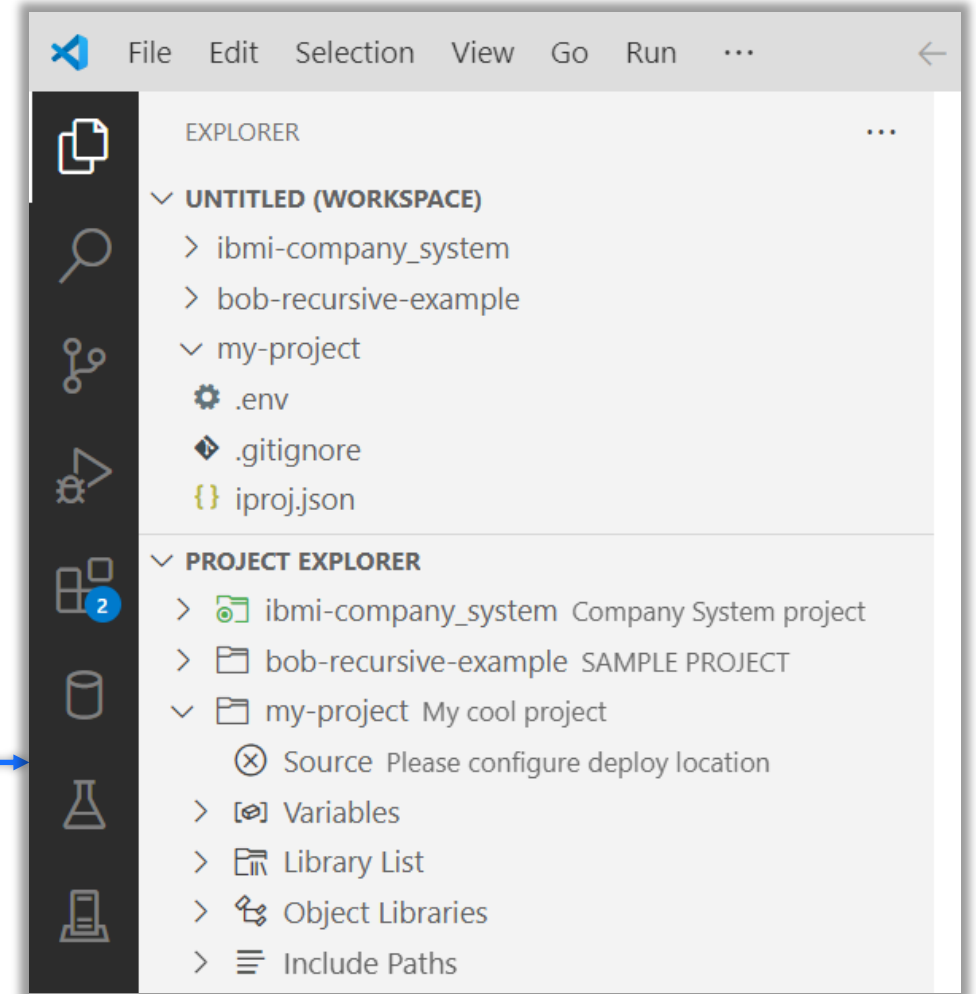 File Edit Selection View Go Run ...
EXPLORER ...
UNTITLED (WORKSPACE)
ibmi-company_system
bob-recursive-example
my-project
.env
.gitignore
{} iproj.json
PROJECT EXPLORER
2
ibmi-company_system Company System project
bob-recursive-example SAMPLE PROJECT
my-project My cool project
Source Please configure deploy location
Variables
Library List
Object Libraries
Include Paths